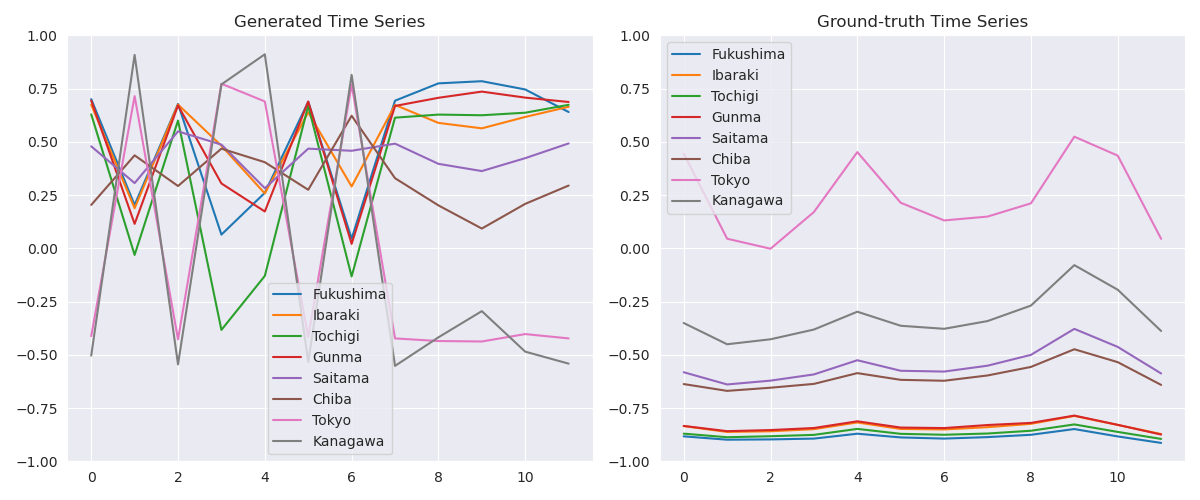 Generated Time Series
1.00
0.75
0.50
0.25
0.00
−0.25
−0.50
−0.75
−1.00
0 2 4 6 8 10
Fukushima
Ibaraki
Tochigi
Gunma
Saitama
Chiba
Tokyo
Kanagawa
Ground-truth Time Series
1.00
0.75
0.50
0.25
0.00
−0.25
−0.50
−0.75
−1.00
0 2 4 6 8 10
Fukushima
Ibaraki
Tochigi
Gunma
Saitama
Chiba
Tokyo
Kanagawa